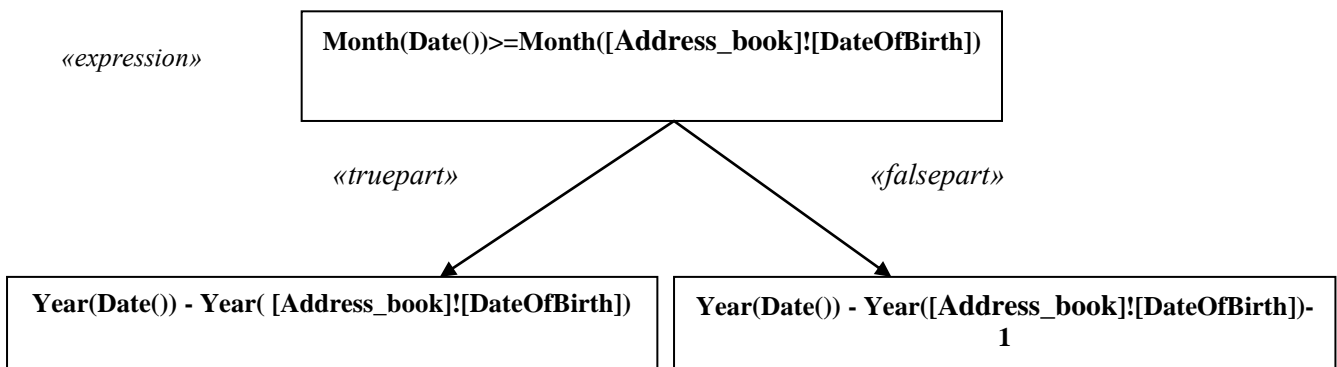 Month(Date())>=Month([Address_book]![DateOfBirth])
«expression»
«truepart»
«falsepart»
Year(Date()) - Year( [Address_book]![DateOfBirth])
Year(Date()) - Year([Address_book]![DateOfBirth])-
1